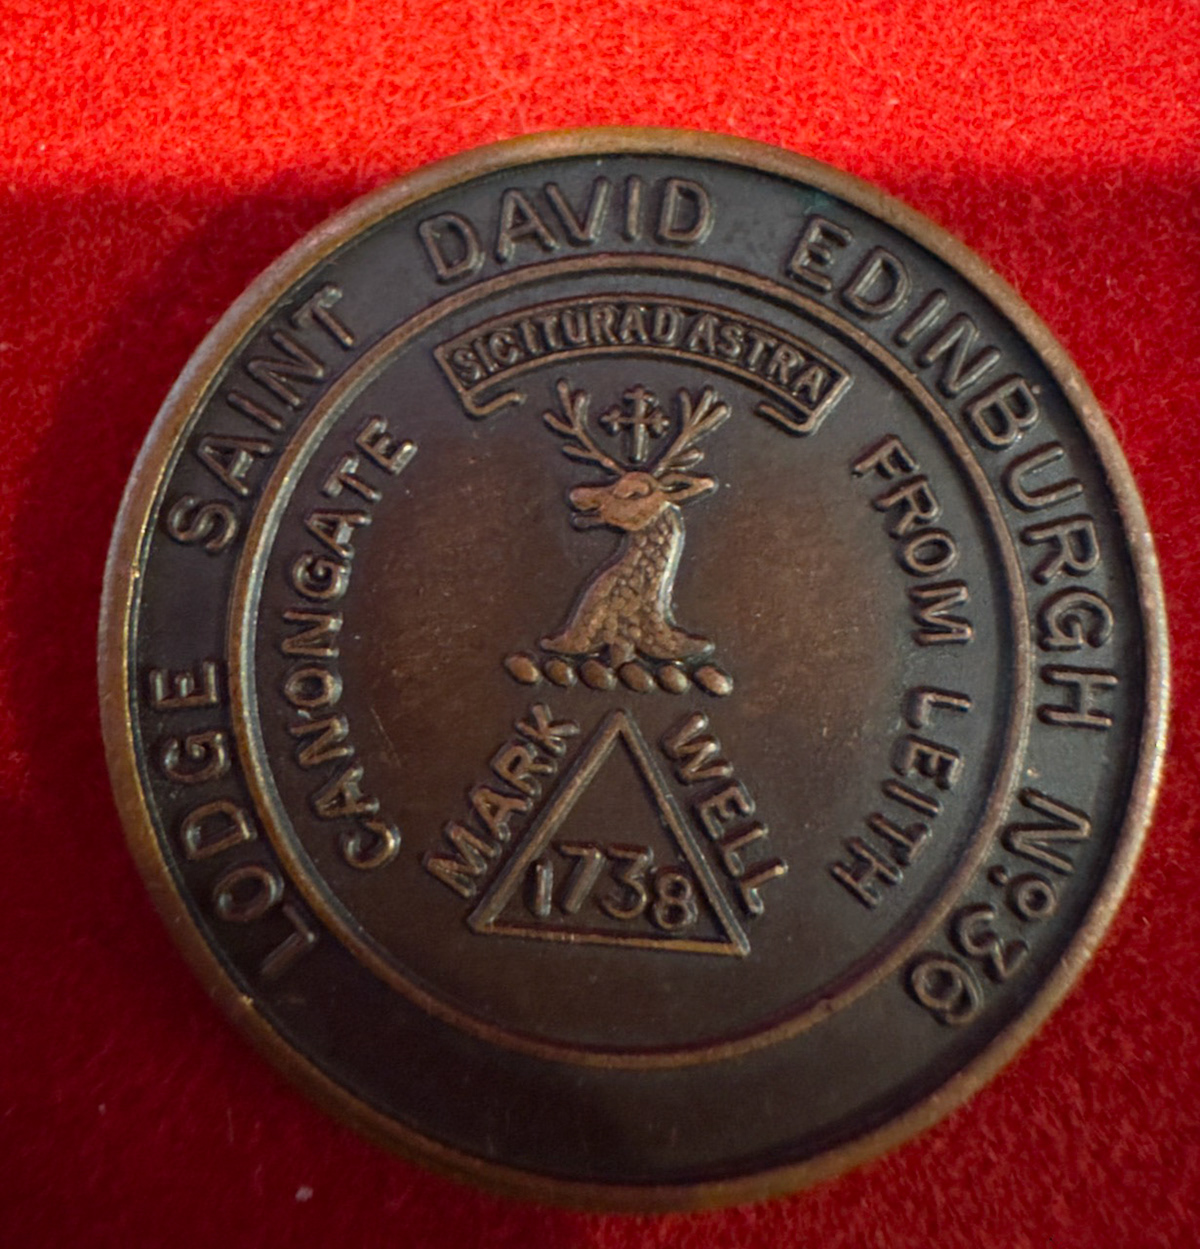 LODGE SAINT DAVID EDINBURGH No. 36
SIC ITUR AD ASTRA
CANONGATE FROM LEITH
MARK WELL
1738